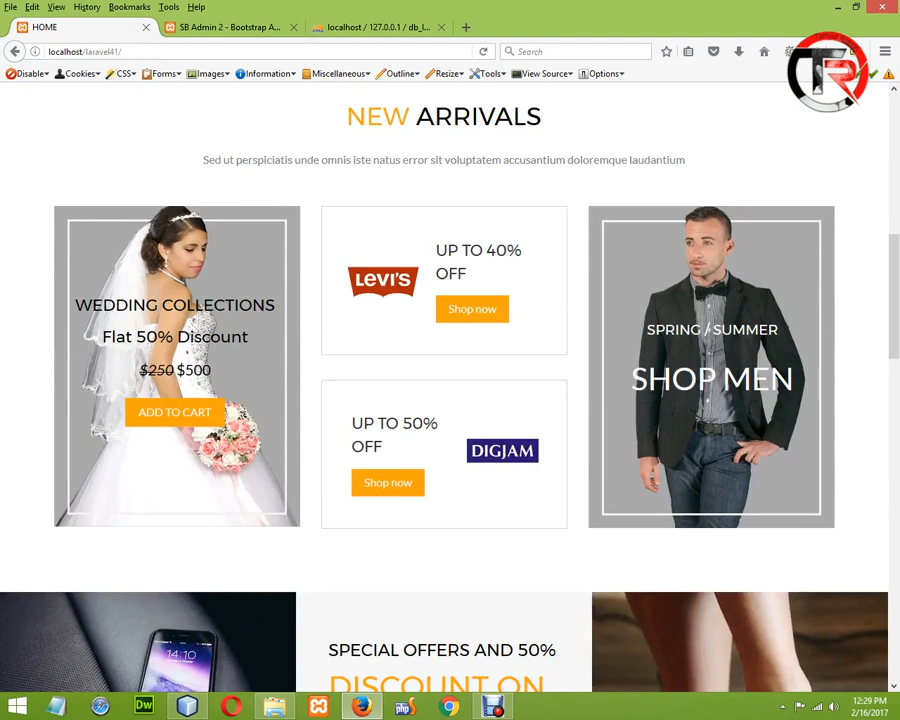 File Edit View History Bookmarks Tools Help
HOME
SB Admin 2 - Bootstrap A...
localhost / 127.0.0.1 / db_l...
localhost/laravel41/
Search
Disable Cookies CSS Forms Images Information Miscellaneous Outline Resize Tools View Source Options
NEW ARRIVALS
Sed ut perspiciatis unde omnis iste natus error sit voluptatem accusantium doloremque laudantium
WEDDING COLLECTIONS
Flat 50% Discount
$250 $500
ADD TO CART
LEVI'S
UP TO 40%
OFF
Shop now
UP TO 50%
OFF
Shop now
DIGJAM
SPRING / SUMMER
SHOP MEN
14:10
SPECIAL OFFERS AND 50%
DISCOUNT ON
Dw
php
12:29 PM
2/16/2017